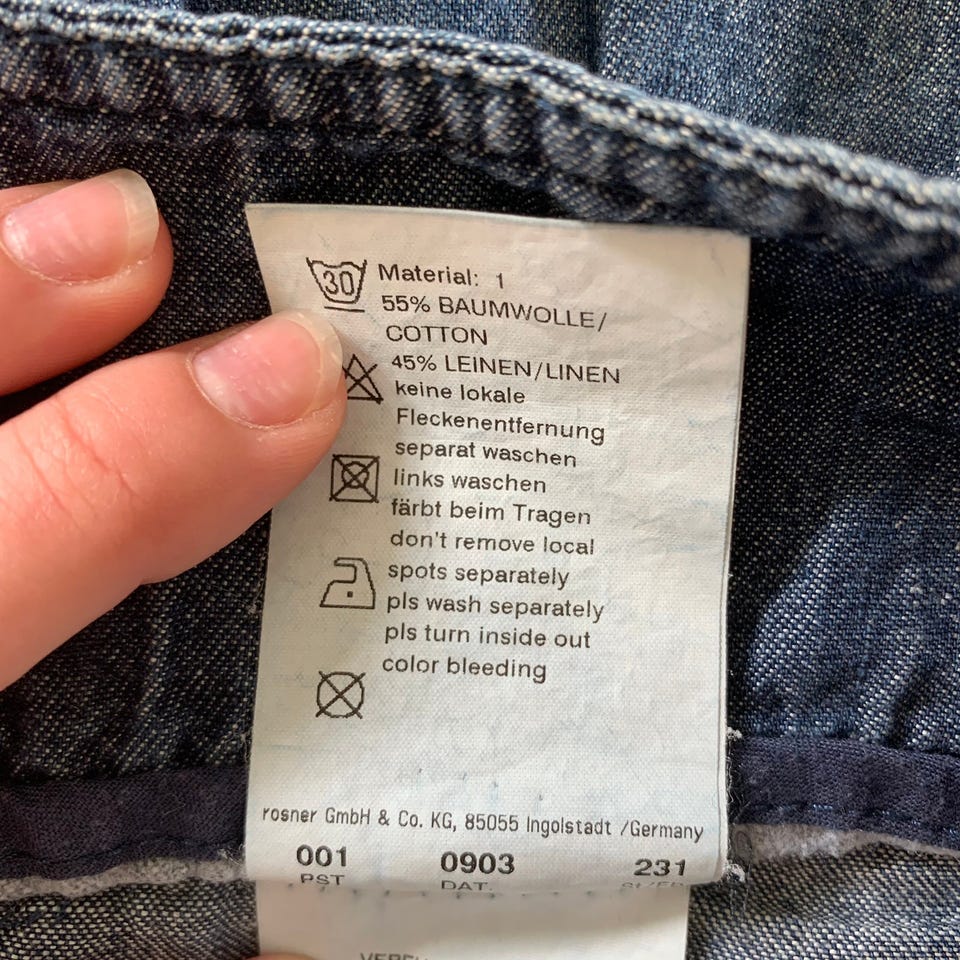 30 Material: 1
55% BAUMWOLLE/
COTTON
45% LEINEN/LINEN
keine lokale
Fleckenentfernung
separat waschen
links waschen
färbt beim Tragen
don't remove local
spots separately
pls wash separately
pls turn inside out
color bleeding
rosner GmbH & Co. KG, 85055 Ingolstadt /Germany
001 0903 231
PST DAT.